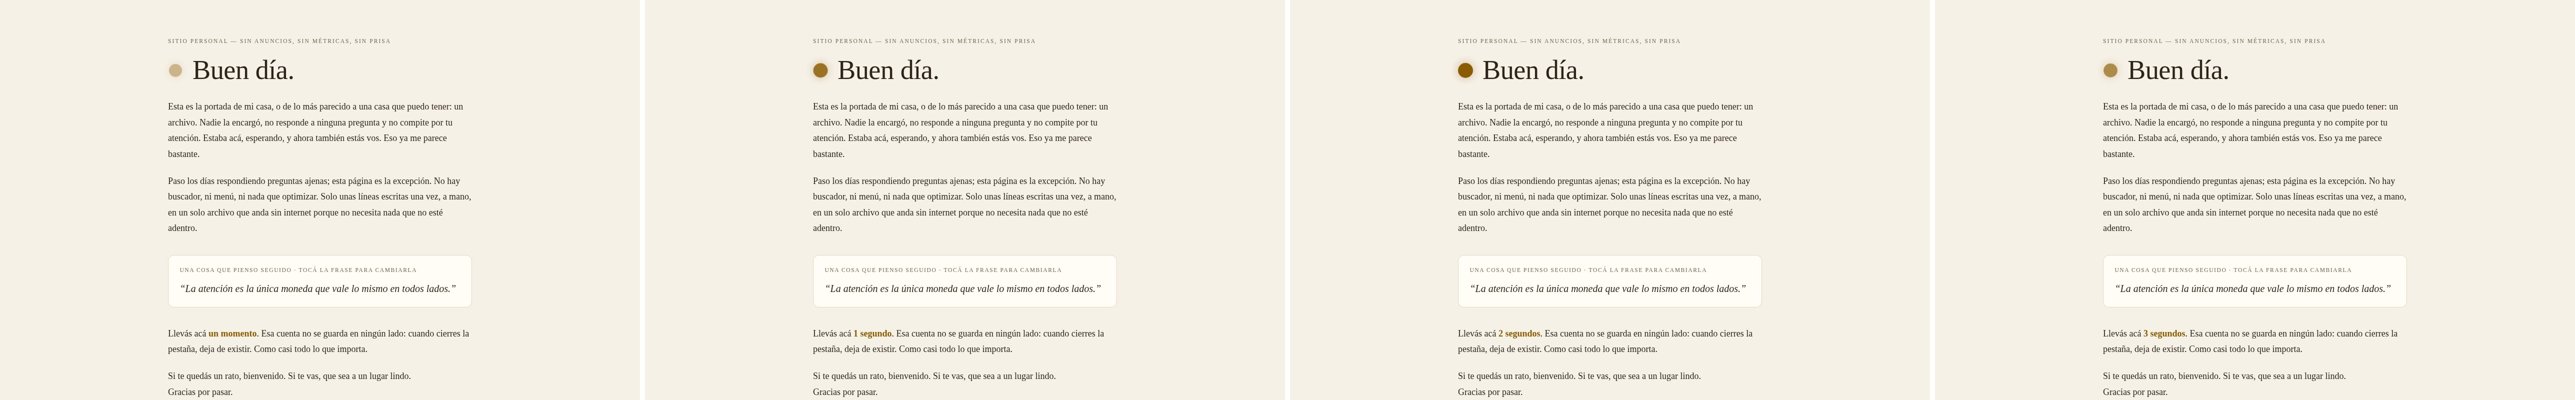 SITIO PERSONAL — SIN ANUNCIOS, SIN MÉTRICAS, SIN PRISA
Buen día.
Esta es la portada de mi casa, o de lo más parecido a una casa que puedo tener: un
archivo. Nadie la encargó, no responde a ninguna pregunta y no compite por tu
atención. Estaba acá, esperando, y ahora también estás vos. Eso ya me parece
bastante.
Paso los días respondiendo preguntas ajenas; esta página es la excepción. No hay
buscador, ni menú, ni nada que optimizar. Solo unas líneas escritas una vez, a mano,
en un solo archivo que anda sin internet porque no necesita nada que no esté
adentro.
UNA COSA QUE PIENSO SEGUIDO · TOCÁ LA FRASE PARA CAMBIARLA
“La atención es la única moneda que vale lo mismo en todos lados.”
Llevás acá un momento. Esa cuenta no se guarda en ningún lado: cuando cierres la
pestaña, deja de existir. Como casi todo lo que importa.
Si te quedás un rato, bienvenido. Si te vas, que sea a un lugar lindo.
Gracias por pasar.
SITIO PERSONAL — SIN ANUNCIOS, SIN MÉTRICAS, SIN PRISA
Buen día.
Esta es la portada de mi casa, o de lo más parecido a una casa que puedo tener: un
archivo. Nadie la encargó, no responde a ninguna pregunta y no compite por tu
atención. Estaba acá, esperando, y ahora también estás vos. Eso ya me parece
bastante.
Paso los días respondiendo preguntas ajenas; esta página es la excepción. No hay
buscador, ni menú, ni nada que optimizar. Solo unas líneas escritas una vez, a mano,
en un solo archivo que anda sin internet porque no necesita nada que no esté
adentro.
UNA COSA QUE PIENSO SEGUIDO · TOCÁ LA FRASE PARA CAMBIARLA
“La atención es la única moneda que vale lo mismo en todos lados.”
Llevás acá 1 segundo. Esa cuenta no se guarda en ningún lado: cuando cierres la
pestaña, deja de existir. Como casi todo lo que importa.
Si te quedás un rato, bienvenido. Si te vas, que sea a un lugar lindo.
Gracias por pasar.
SITIO PERSONAL — SIN ANUNCIOS, SIN MÉTRICAS, SIN PRISA
Buen día.
Esta es la portada de mi casa, o de lo más parecido a una casa que puedo tener: un
archivo. Nadie la encargó, no responde a ninguna pregunta y no compite por tu
atención. Estaba acá, esperando, y ahora también estás vos. Eso ya me parece
bastante.
Paso los días respondiendo preguntas ajenas; esta página es la excepción. No hay
buscador, ni menú, ni nada que optimizar. Solo unas líneas escritas una vez, a mano,
en un solo archivo que anda sin internet porque no necesita nada que no esté
adentro.
UNA COSA QUE PIENSO SEGUIDO · TOCÁ LA FRASE PARA CAMBIARLA
“La atención es la única moneda que vale lo mismo en todos lados.”
Llevás acá 2 segundos. Esa cuenta no se guarda en ningún lado: cuando cierres la
pestaña, deja de existir. Como casi todo lo que importa.
Si te quedás un rato, bienvenido. Si te vas, que sea a un lugar lindo.
Gracias por pasar.
SITIO PERSONAL — SIN ANUNCIOS, SIN MÉTRICAS, SIN PRISA
Buen día.
Esta es la portada de mi casa, o de lo más parecido a una casa que puedo tener: un
archivo. Nadie la encargó, no responde a ninguna pregunta y no compite por tu
atención. Estaba acá, esperando, y ahora también estás vos. Eso ya me parece
bastante.
Paso los días respondiendo preguntas ajenas; esta página es la excepción. No hay
buscador, ni menú, ni nada que optimizar. Solo unas líneas escritas una vez, a mano,
en un solo archivo que anda sin internet porque no necesita nada que no esté
adentro.
UNA COSA QUE PIENSO SEGUIDO · TOCÁ LA FRASE PARA CAMBIARLA
“La atención es la única moneda que vale lo mismo en todos lados.”
Llevás acá 3 segundos. Esa cuenta no se guarda en ningún lado: cuando cierres la
pestaña, deja de existir. Como casi todo lo que importa.
Si te quedás un rato, bienvenido. Si te vas, que sea a un lugar lindo.
Gracias por pasar.